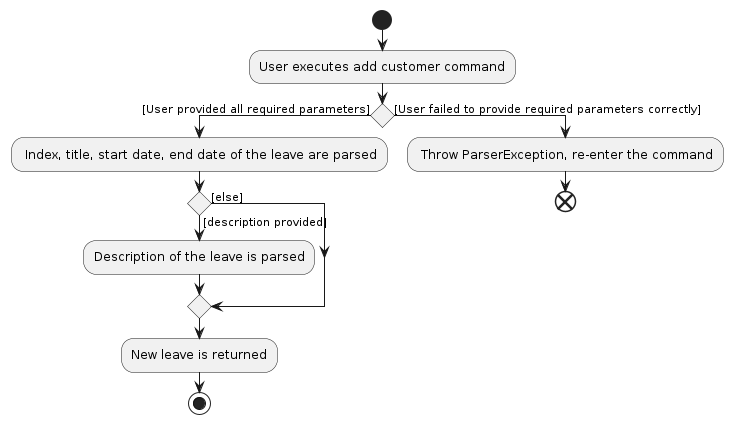 User executes add customer command
[User provided all required parameters]
[User failed to provide required parameters correctly]
Index, title, start date, end date of the leave are parsed
Throw ParserException, re-enter the command
[else]
[description provided]
Description of the leave is parsed
New leave is returned